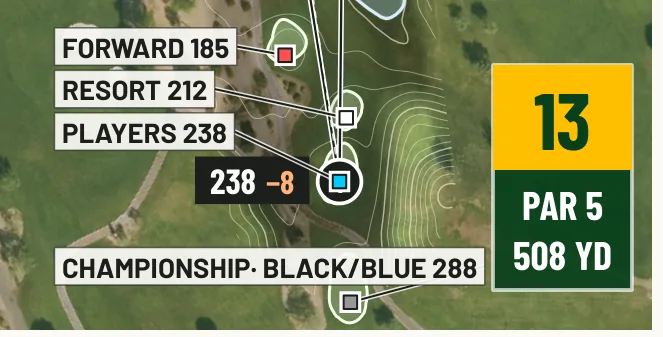 FORWARD 185
RESORT 212
PLAYERS 238
238 –8
CHAMPIONSHIP· BLACK/BLUE 288
13
PAR 5
508 YD